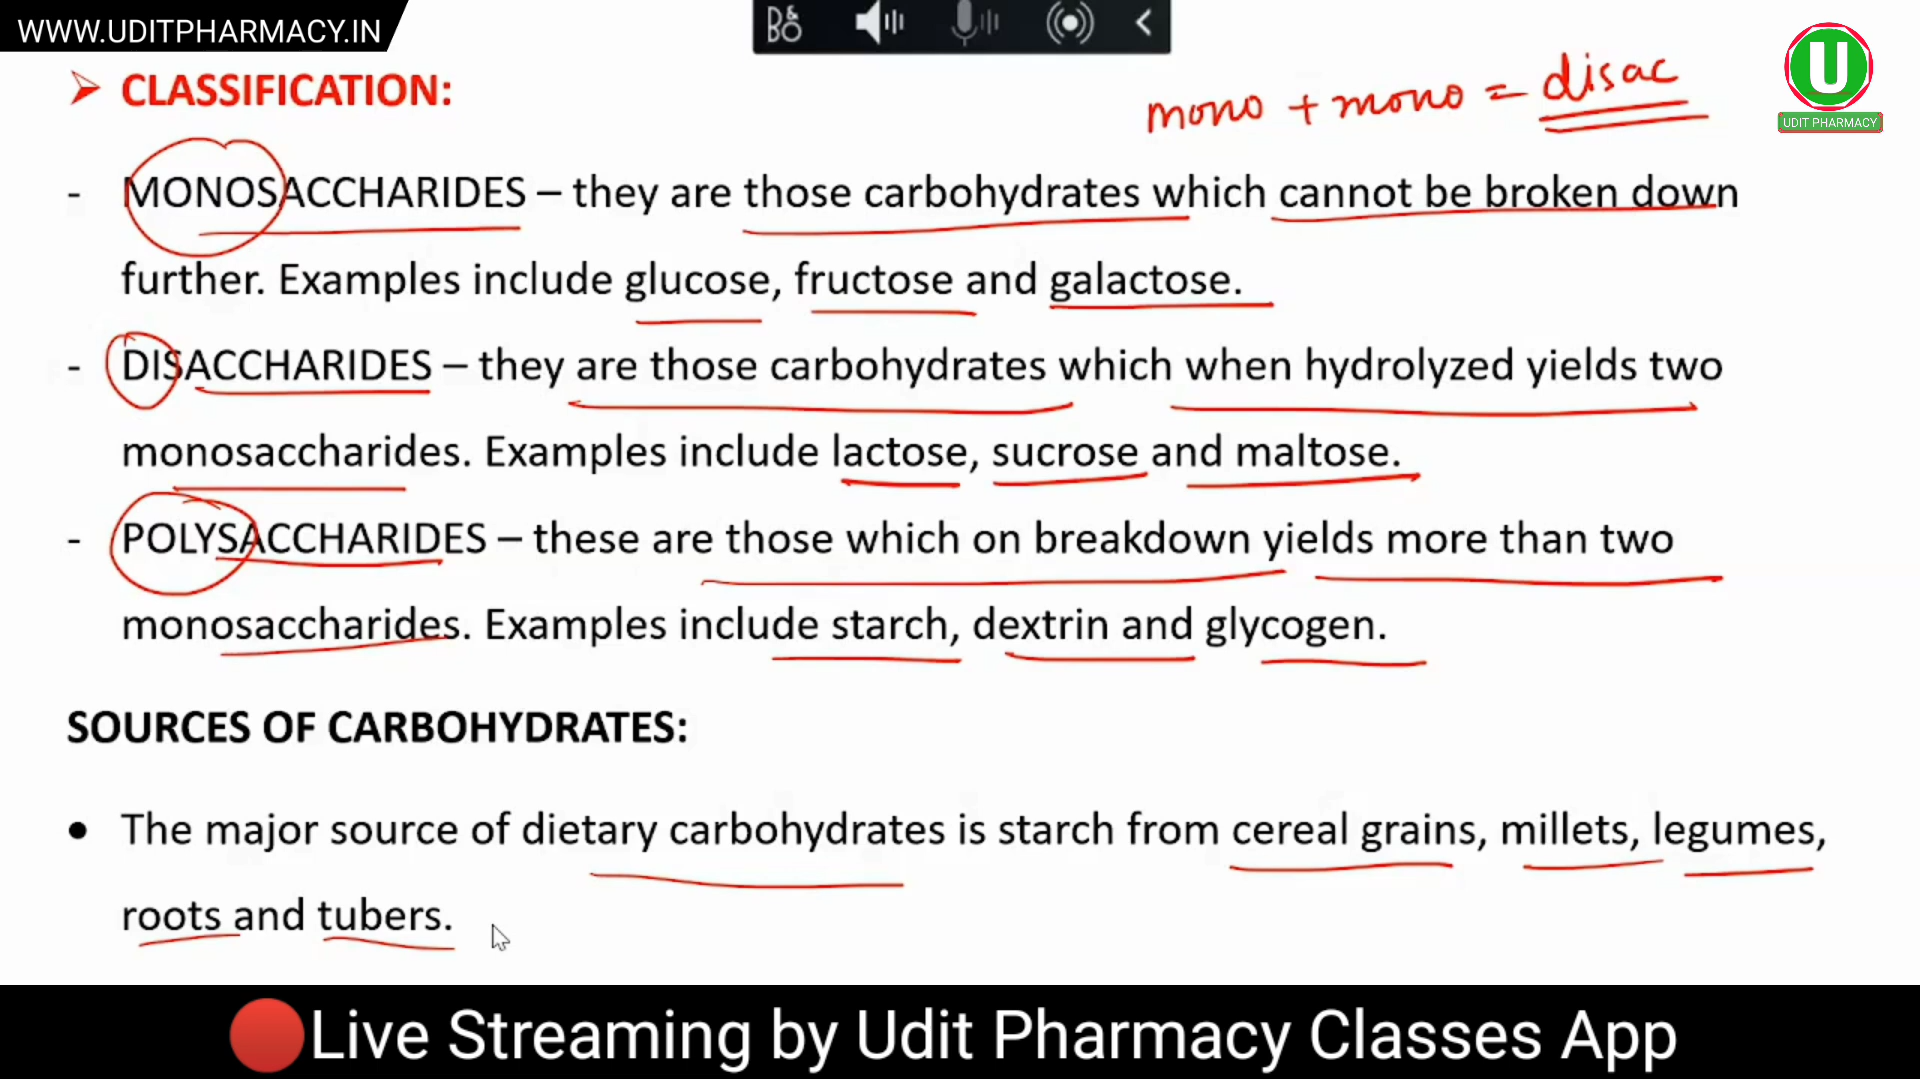 WWW.UDITPHARMACY.IN
U
UDIT PHARMACY
➤ CLASSIFICATION:
mono + mono = disac
- MONOSACCHARIDES – they are those carbohydrates which cannot be broken down
further. Examples include glucose, fructose and galactose.
- DISACCHARIDES – they are those carbohydrates which when hydrolyzed yields two
monosaccharides. Examples include lactose, sucrose and maltose.
- POLYSACCHARIDES – these are those which on breakdown yields more than two
monosaccharides. Examples include starch, dextrin and glycogen.
SOURCES OF CARBOHYDRATES:
● The major source of dietary carbohydrates is starch from cereal grains, millets, legumes,
roots and tubers.
🔴Live Streaming by Udit Pharmacy Classes App